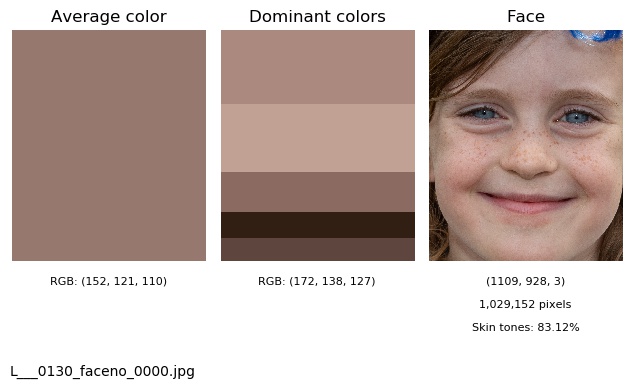 Average color
Dominant colors
Face
RGB: (152, 121, 110)
RGB: (172, 138, 127)
(1109, 928, 3)
1,029,152 pixels
Skin tones: 83.12%
L___0130_faceno_0000.jpg